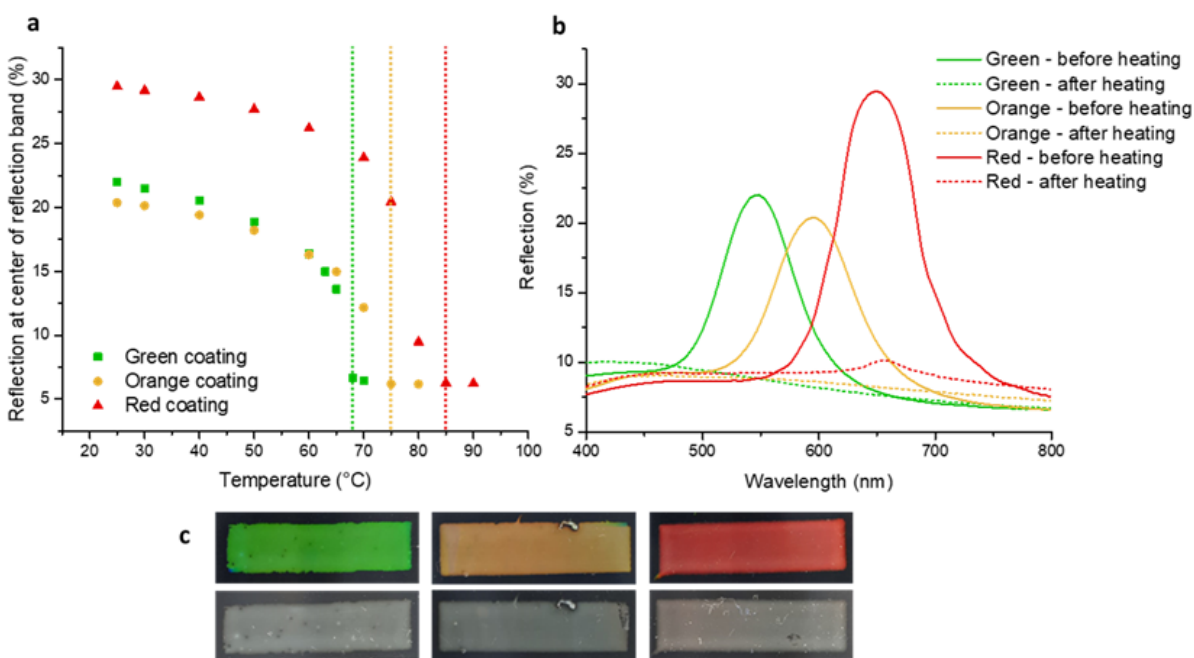 a
Reflection at center of reflection band (%)
30
25
20
15
10
5
Green coating
Orange coating
Red coating
20 30 40 50 60 70 80 90 100
Temperature (°C)
b
Reflection (%)
30
25
20
15
10
5
Green - before heating
Green - after heating
Orange - before heating
Orange - after heating
Red - before heating
Red - after heating
400 500 600 700 800
Wavelength (nm)
c